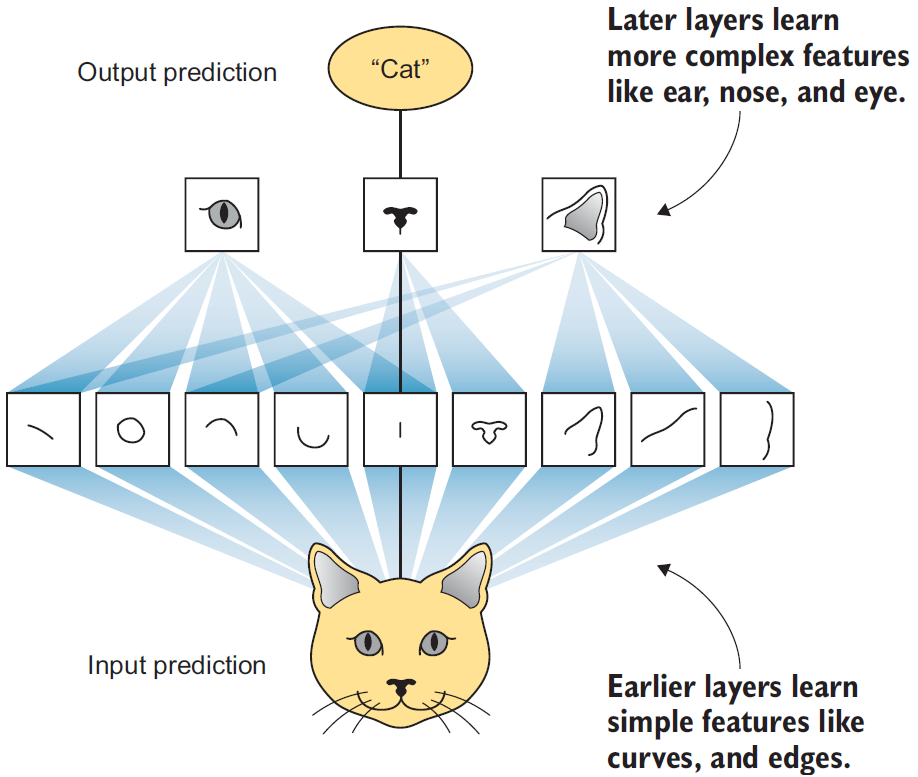 Output prediction
“Cat”
Later layers learn
more complex features
like ear, nose, and eye.
Input prediction
Earlier layers learn
simple features like
curves, and edges.